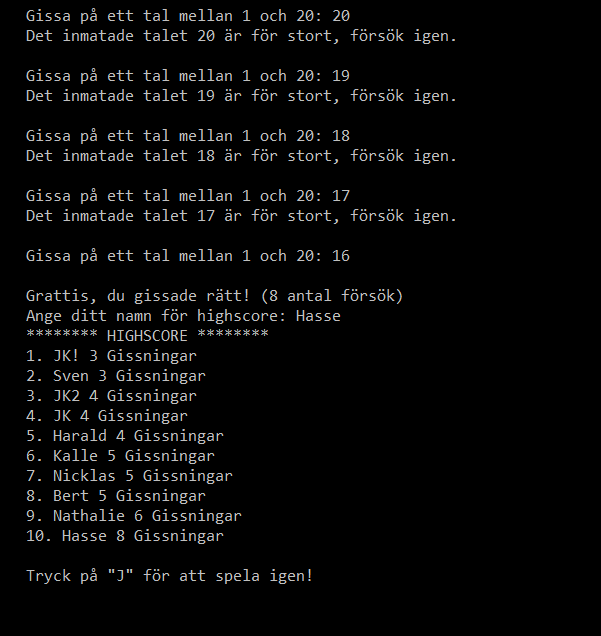 Gissa på ett tal mellan 1 och 20: 20
Det inmatade talet 20 är för stort, försök igen.
Gissa på ett tal mellan 1 och 20: 19
Det inmatade talet 19 är för stort, försök igen.
Gissa på ett tal mellan 1 och 20: 18
Det inmatade talet 18 är för stort, försök igen.
Gissa på ett tal mellan 1 och 20: 17
Det inmatade talet 17 är för stort, försök igen.
Gissa på ett tal mellan 1 och 20: 16
Grattis, du gissade rätt! (8 antal försök)
Ange ditt namn för highscore: Hasse
******** HIGHSCORE ********
1. JK! 3 Gissningar
2. Sven 3 Gissningar
3. JK2 4 Gissningar
4. JK 4 Gissningar
5. Harald 4 Gissningar
6. Kalle 5 Gissningar
7. Nicklas 5 Gissningar
8. Bert 5 Gissningar
9. Nathalie 6 Gissningar
10. Hasse 8 Gissningar
Tryck på "J" för att spela igen!